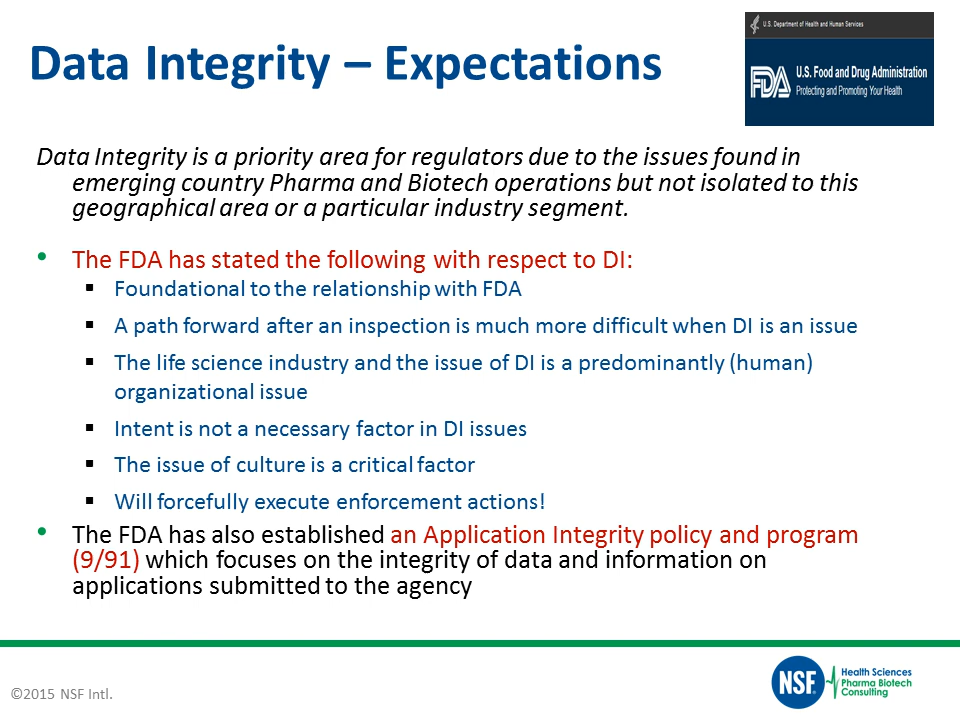 Data Integrity – Expectations
U.S. Department of Health and Human Services
FDA
U.S. Food and Drug Administration
Protecting and Promoting Your Health
Data Integrity is a priority area for regulators due to the issues found in
emerging country Pharma and Biotech operations but not isolated to this
geographical area or a particular industry segment.
• The FDA has stated the following with respect to DI:
▪ Foundational to the relationship with FDA
▪ A path forward after an inspection is much more difficult when DI is an issue
▪ The life science industry and the issue of DI is a predominantly (human)
organizational issue
▪ Intent is not a necessary factor in DI issues
▪ The issue of culture is a critical factor
▪ Will forcefully execute enforcement actions!
• The FDA has also established an Application Integrity policy and program
(9/91) which focuses on the integrity of data and information on
applications submitted to the agency
©2015 NSF Intl.
NSF
Health Sciences
Pharma Biotech
Consulting